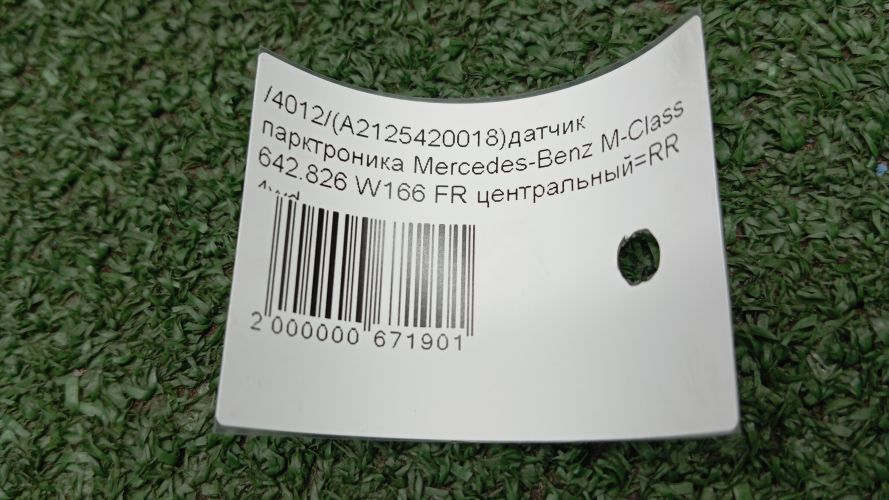 /4012/(A2125420018)датчик
парктроника Mercedes-Benz M-Class
642.826 W166 FR центральный=RR
2 000000 671901